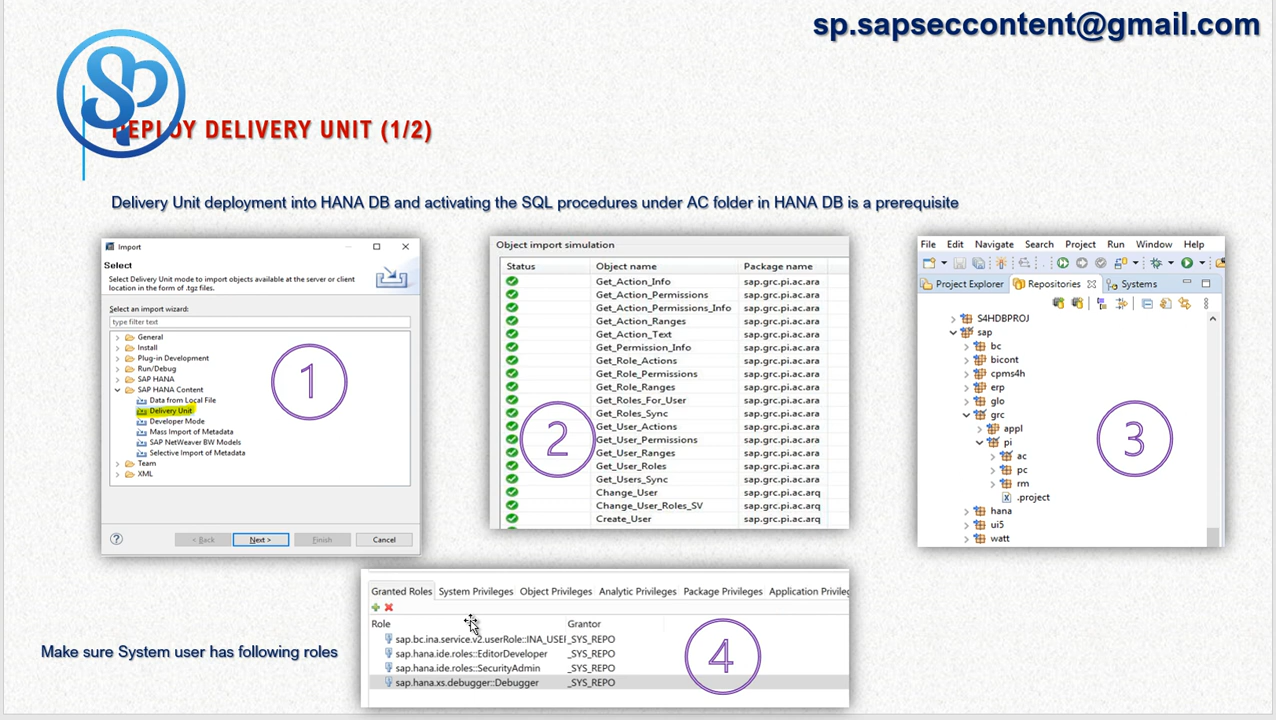 sp.sapseccontent@gmail.com
Sp
DEPLOY DELIVERY UNIT (1/2)
Delivery Unit deployment into HANA DB and activating the SQL procedures under AC folder in HANA DB is a prerequisite
Import
Select
Select Delivery Unit mode to import objects available at the server or client
location in the form of .tgz files.
Select an import wizard:
type filter text
General
Install
Plug-in Development
Run/Debug
SAP HANA
SAP HANA Content
Data from Local File
Delivery Unit
Developer Mode
Mass Import of Metadata
SAP NetWeaver BW Models
Selective Import of Metadata
Team
XML
1
? < Back Next > Finish Cancel
Object import simulation
Status Object name Package name
Get_Action_Info sap.grc.pi.ac.ara
Get_Action_Permissions sap.grc.pi.ac.ara
Get_Action_Permissions_Info sap.grc.pi.ac.ara
Get_Action_Ranges sap.grc.pi.ac.ara
Get_Action_Text sap.grc.pi.ac.ara
Get_Permission_Info sap.grc.pi.ac.ara
Get_Role_Actions sap.grc.pi.ac.ara
Get_Role_Permissions sap.grc.pi.ac.ara
Get_Role_Ranges sap.grc.pi.ac.ara
Get_Roles_For_User sap.grc.pi.ac.ara
Get_Roles_Sync sap.grc.pi.ac.ara
Get_User_Actions sap.grc.pi.ac.ara
Get_User_Permissions sap.grc.pi.ac.ara
Get_User_Ranges sap.grc.pi.ac.ara
Get_User_Roles sap.grc.pi.ac.ara
Get_Users_Sync sap.grc.pi.ac.ara
Change_User sap.grc.pi.ac.arq
Change_User_Roles_SV sap.grc.pi.ac.arq
Create_User sap.grc.pi.ac.arq
2
File Edit Navigate Search Project Run Window Help
Project Explorer Repositories Systems
S4HDBPROJ
sap
bc
bicont
cpms4h
erp
glo
grc
appl
pi
ac
pc
rm
.project
hana
ui5
watt
3
Make sure System user has following roles
Granted Roles System Privileges Object Privileges Analytic Privileges Package Privileges Application Privileg
Role Grantor
sap.bc.ina.service.v2.userRole::INA_USEI _SYS_REPO
sap.hana.ide.roles::EditorDeveloper _SYS_REPO
sap.hana.ide.roles::SecurityAdmin _SYS_REPO
sap.hana.xs.debugger::Debugger _SYS_REPO
4